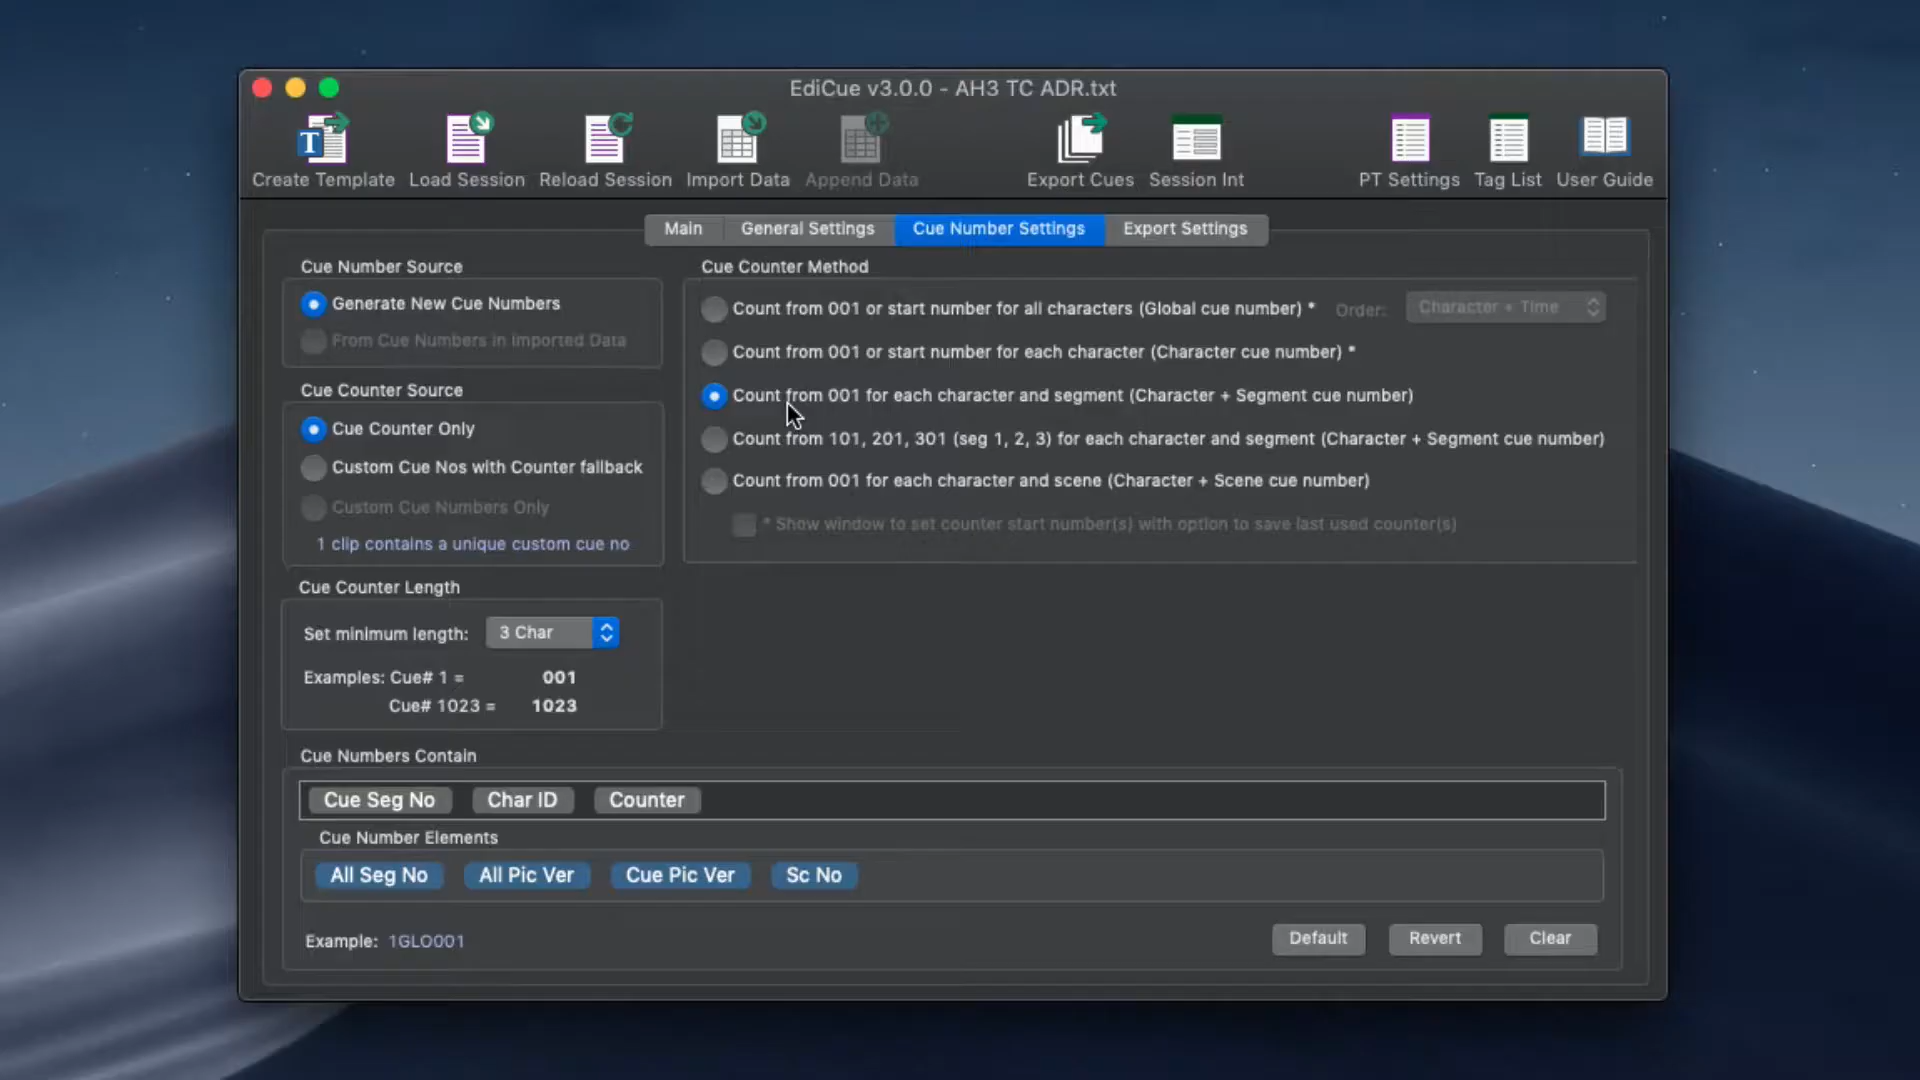 EdiCue v3.0.0 - AH3 TC ADR.txt
T
Create Template Load Session Reload Session Import Data Append Data Export Cues Session Int PT Settings Tag List User Guide
Main General Settings Cue Number Settings Export Settings
Cue Number Source
Generate New Cue Numbers
From Cue Numbers in Imported Data
Cue Counter Source
Cue Counter Only
Custom Cue Nos with Counter fallback
Custom Cue Numbers Only
1 clip contains a unique custom cue no
Cue Counter Length
Set minimum length: 3 Char
Examples: Cue# 1 = 001
Cue# 1023 = 1023
Cue Counter Method
Count from 001 or start number for all characters (Global cue number) * Order: Character + Time
Count from 001 or start number for each character (Character cue number) *
Count from 001 for each character and segment (Character + Segment cue number)
Count from 101, 201, 301 (seg 1, 2, 3) for each character and segment (Character + Segment cue number)
Count from 001 for each character and scene (Character + Scene cue number)
* Show window to set counter start number(s) with option to save last used counter(s)
Cue Numbers Contain
Cue Seg No Char ID Counter
Cue Number Elements
All Seg No All Pic Ver Cue Pic Ver Sc No
Example: 1GLO001
Default Revert Clear